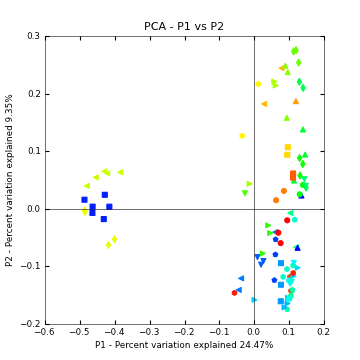 PCA - P1 vs P2
0.3
0.2
0.1
0.0
−0.1
−0.2
P2 - Percent variation explained 9.35%
−0.6 −0.5 −0.4 −0.3 −0.2 −0.1 0.0 0.1 0.2
P1 - Percent variation explained 24.47%